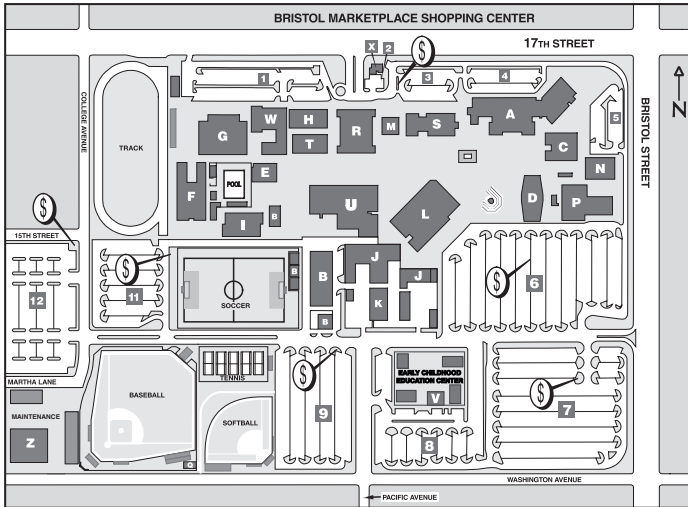 BRISTOL MARKETPLACE SHOPPING CENTER
17TH STREET
X 2
$
1
3
4
5
N
COLLEGE AVENUE
BRISTOL STREET
TRACK
W
H
G
T
R
M
S
A
C
E
POOL
F
I
B
U
L
D
N
P
$
15TH STREET
12
$
11
SOCCER
B
B
B
J
J
K
$
6
MARTHA LANE
MAINTENANCE
Z
BASEBALL
TENNIS
SOFTBALL
$
9
EARLY CHILDHOOD
EDUCATION CENTER
V
8
$
7
WASHINGTON AVENUE
PACIFIC AVENUE